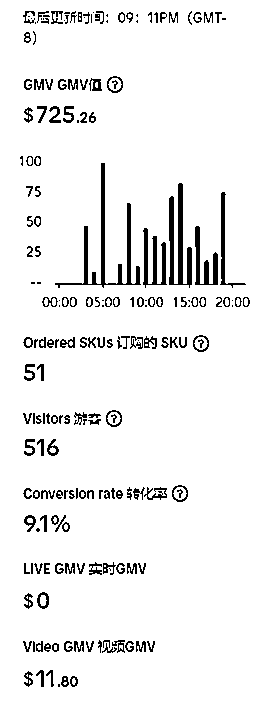 最后更新时间：09：11PM（GMT-
8）
GMV GMV值 ?
$725.26
100
75
50
25
--
00:00 05:00 10:00 15:00 20:00
Ordered SKUs 订购的 SKU ?
51
Visitors 游客 ?
516
Conversion rate 转化率 ?
9.1%
LIVE GMV 实时GMV
$0
Video GMV 视频GMV
$11.80